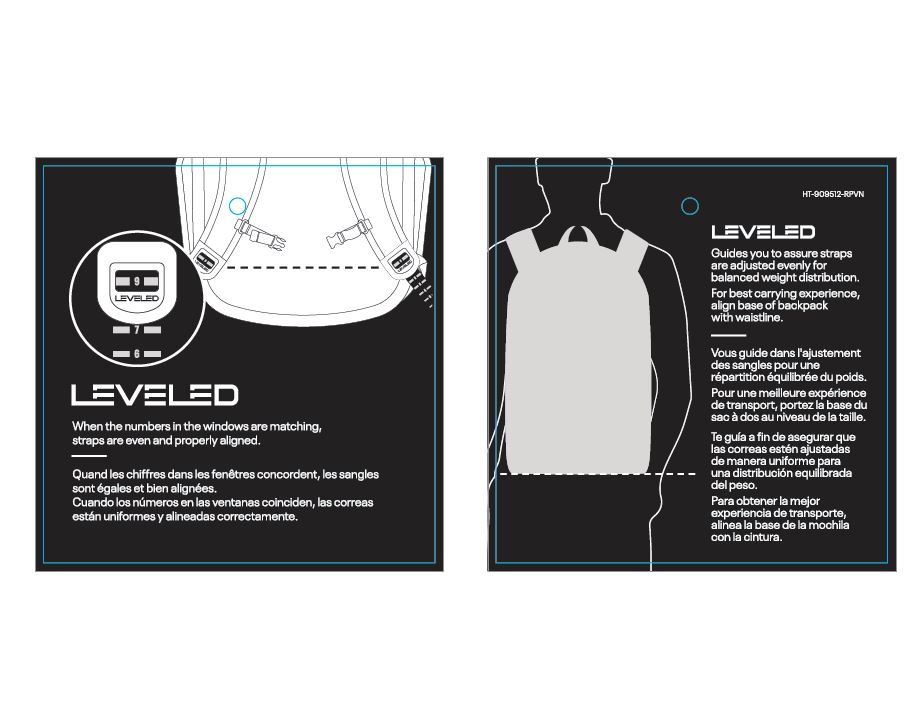 9
LEVELED
7
6
LEVELED
When the numbers in the windows are matching,
straps are even and properly aligned.
Quand les chiffres dans les fenêtres concordent, les sangles
sont égales et bien alignées.
Cuando los números en las ventanas coinciden, las correas
están uniformes y alineadas correctamente.
HT-909512-RPVN
LEVELED
Guides you to assure straps
are adjusted evenly for
balanced weight distribution.
For best carrying experience,
align base of backpack
with waistline.
Vous guide dans l'ajustement
des sangles pour une
répartition équilibrée du poids.
Pour une meilleure expérience
de transport, portez la base du
sac à dos au niveau de la taille.
Te guía a fin de asegurar que
las correas estén ajustadas
de manera uniforme para
una distribución equilibrada
del peso.
Para obtener la mejor
experiencia de transporte,
alinea la base de la mochila
con la cintura.